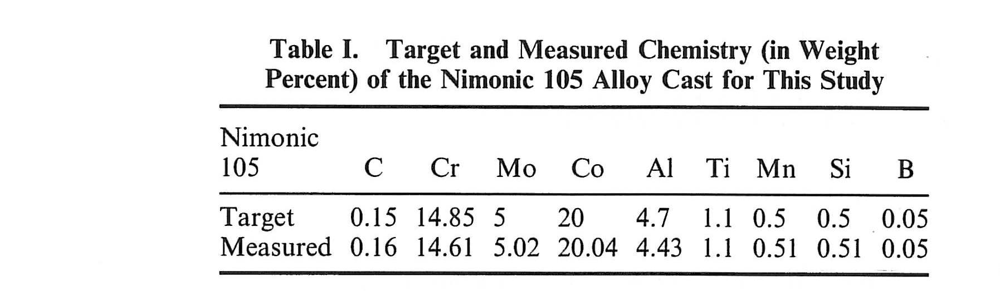 Table I. Target and Measured Chemistry (in Weight
Percent) of the Nimonic 105 Alloy Cast for This Study
Nimonic
105 C Cr Mo Co Al Ti Mn Si B
Target 0.15 14.85 5 20 4.7 1.1 0.5 0.5 0.05
Measured 0.16 14.61 5.02 20.04 4.43 1.1 0.51 0.51 0.05